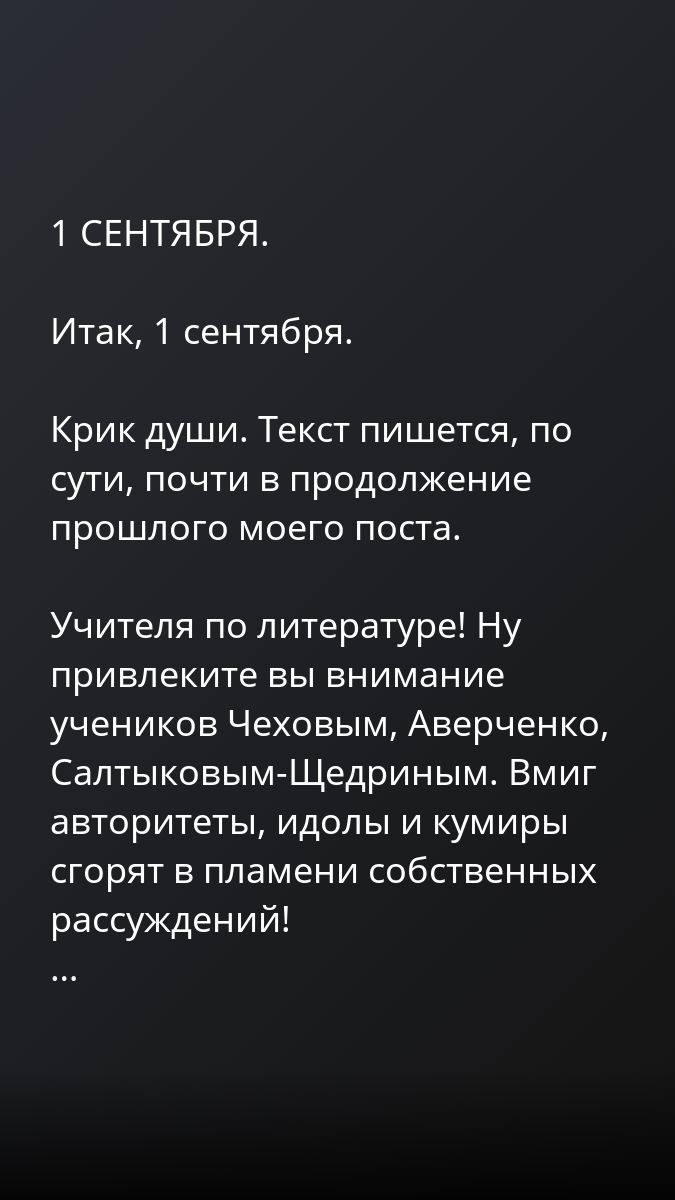 1 СЕНТЯБРЯ.
Итак, 1 сентября.
Крик души. Текст пишется, по
сути, почти в продолжение
прошлого моего поста.
Учителя по литературе! Ну
привлеките вы внимание
учеников Чеховым, Аверченко,
Салтыковым-Щедриным. Вмиг
авторитеты, идолы и кумиры
сгорят в пламени собственных
рассуждений!
...